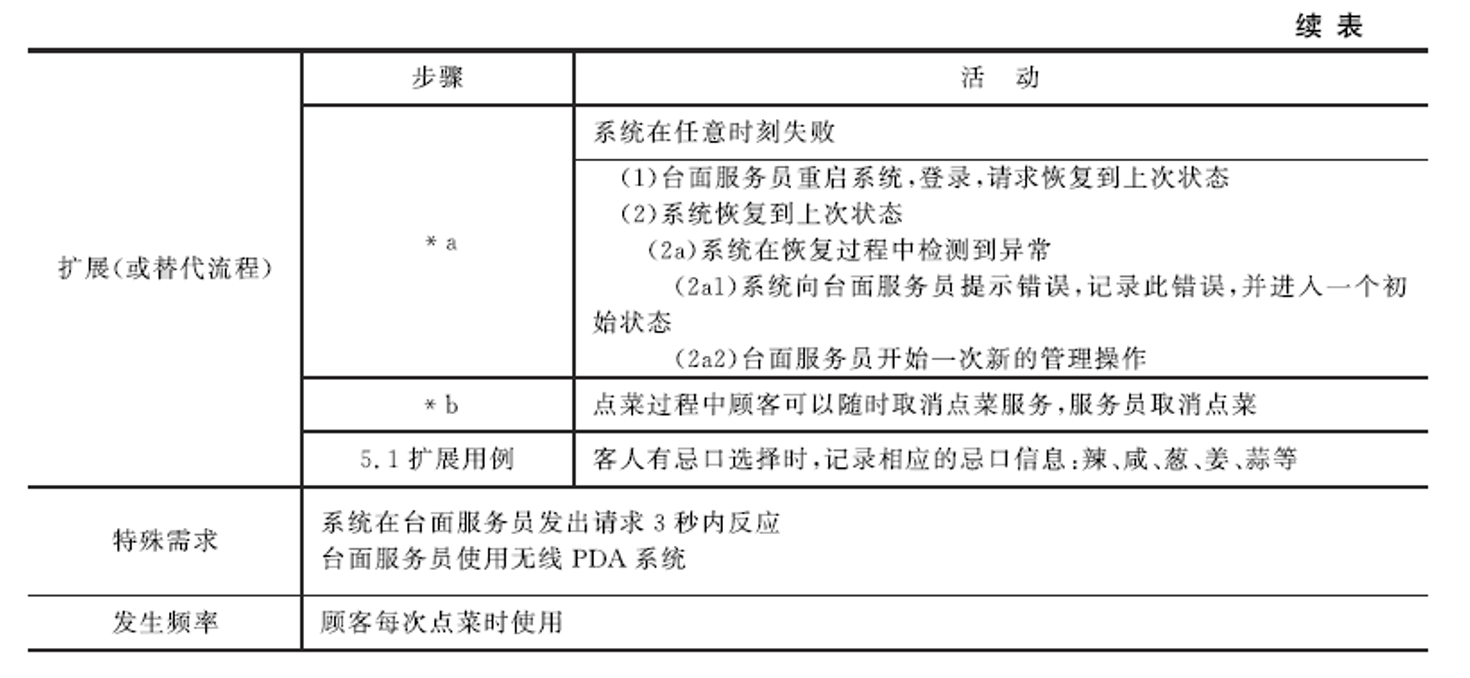 续 表
步骤
活 动
扩展(或替代流程)
*a
系统在任意时刻失败
(1)台面服务员重启系统,登录,请求恢复到上次状态
(2)系统恢复到上次状态
(2a)系统在恢复过程中检测到异常
(2a1)系统向台面服务员提示错误,记录此错误,并进入一个初
始状态
(2a2)台面服务员开始一次新的管理操作
*b
点菜过程中顾客可以随时取消点菜服务,服务员取消点菜
5.1扩展用例
客人有忌口选择时,记录相应的忌口信息:辣、咸、葱、姜、蒜等
特殊需求
系统在台面服务员发出请求3秒内反应
台面服务员使用无线PDA系统
发生频率
顾客每次点菜时使用